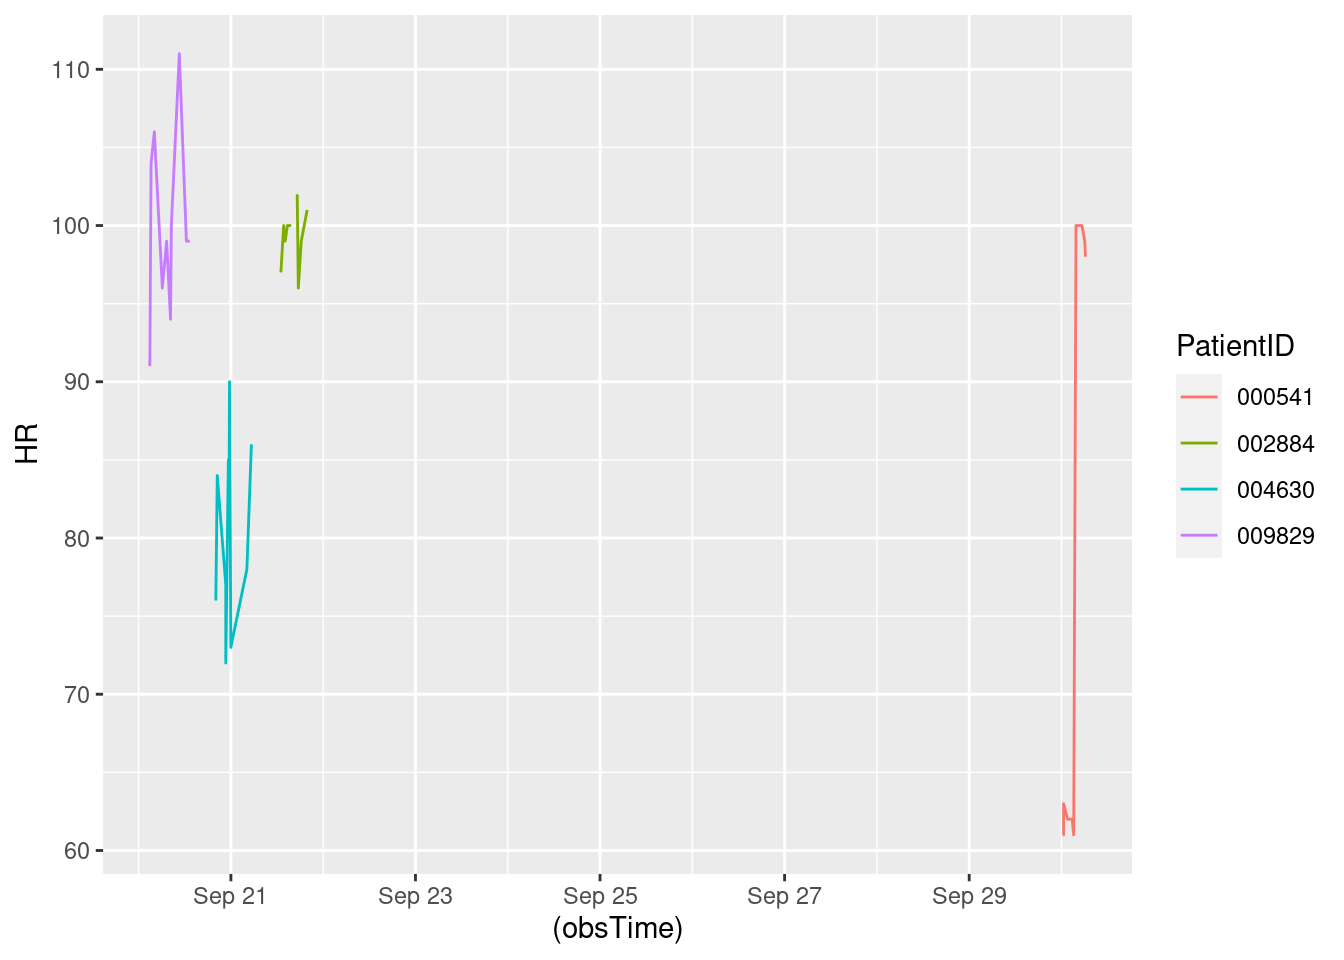 110
100
90
80
70
60
HR
Sep 21
Sep 23
Sep 25
Sep 27
Sep 29
(obsTime)
PatientID
000541
002884
004630
009829